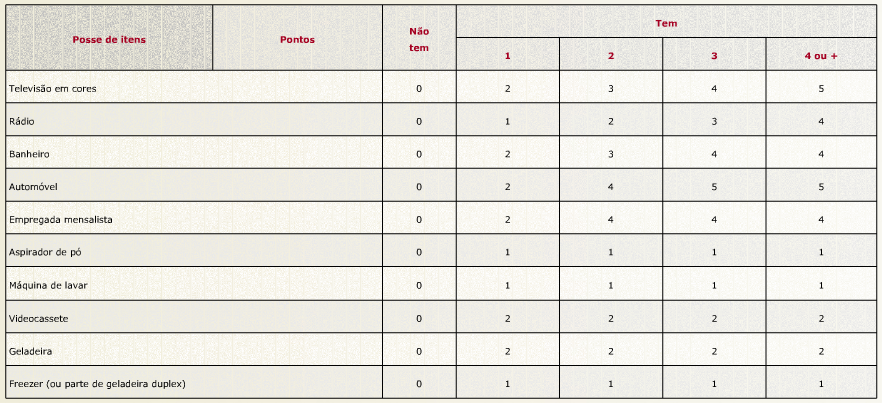 Posse de itens Pontos Não tem Tem
1 2 3 4 ou +
Televisão em cores 0 2 3 4 5
Rádio 0 1 2 3 4
Banheiro 0 2 3 4 4
Automóvel 0 2 4 5 5
Empregada mensalista 0 2 4 4 4
Aspirador de pó 0 1 1 1 1
Máquina de lavar 0 1 1 1 1
Videocassete 0 2 2 2 2
Geladeira 0 2 2 2 2
Freezer (ou parte de geladeira duplex) 0 1 1 1 1